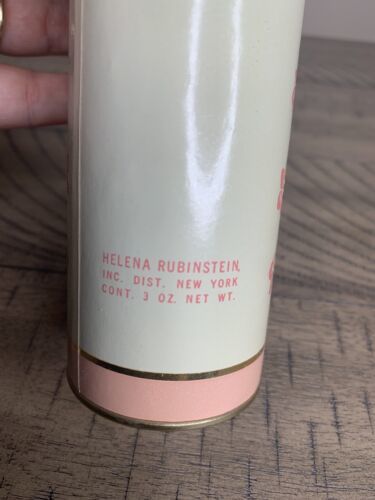 HELENA RUBINSTEIN,
INC. DIST. NEW YORK
CONT. 3 OZ. NET WT.